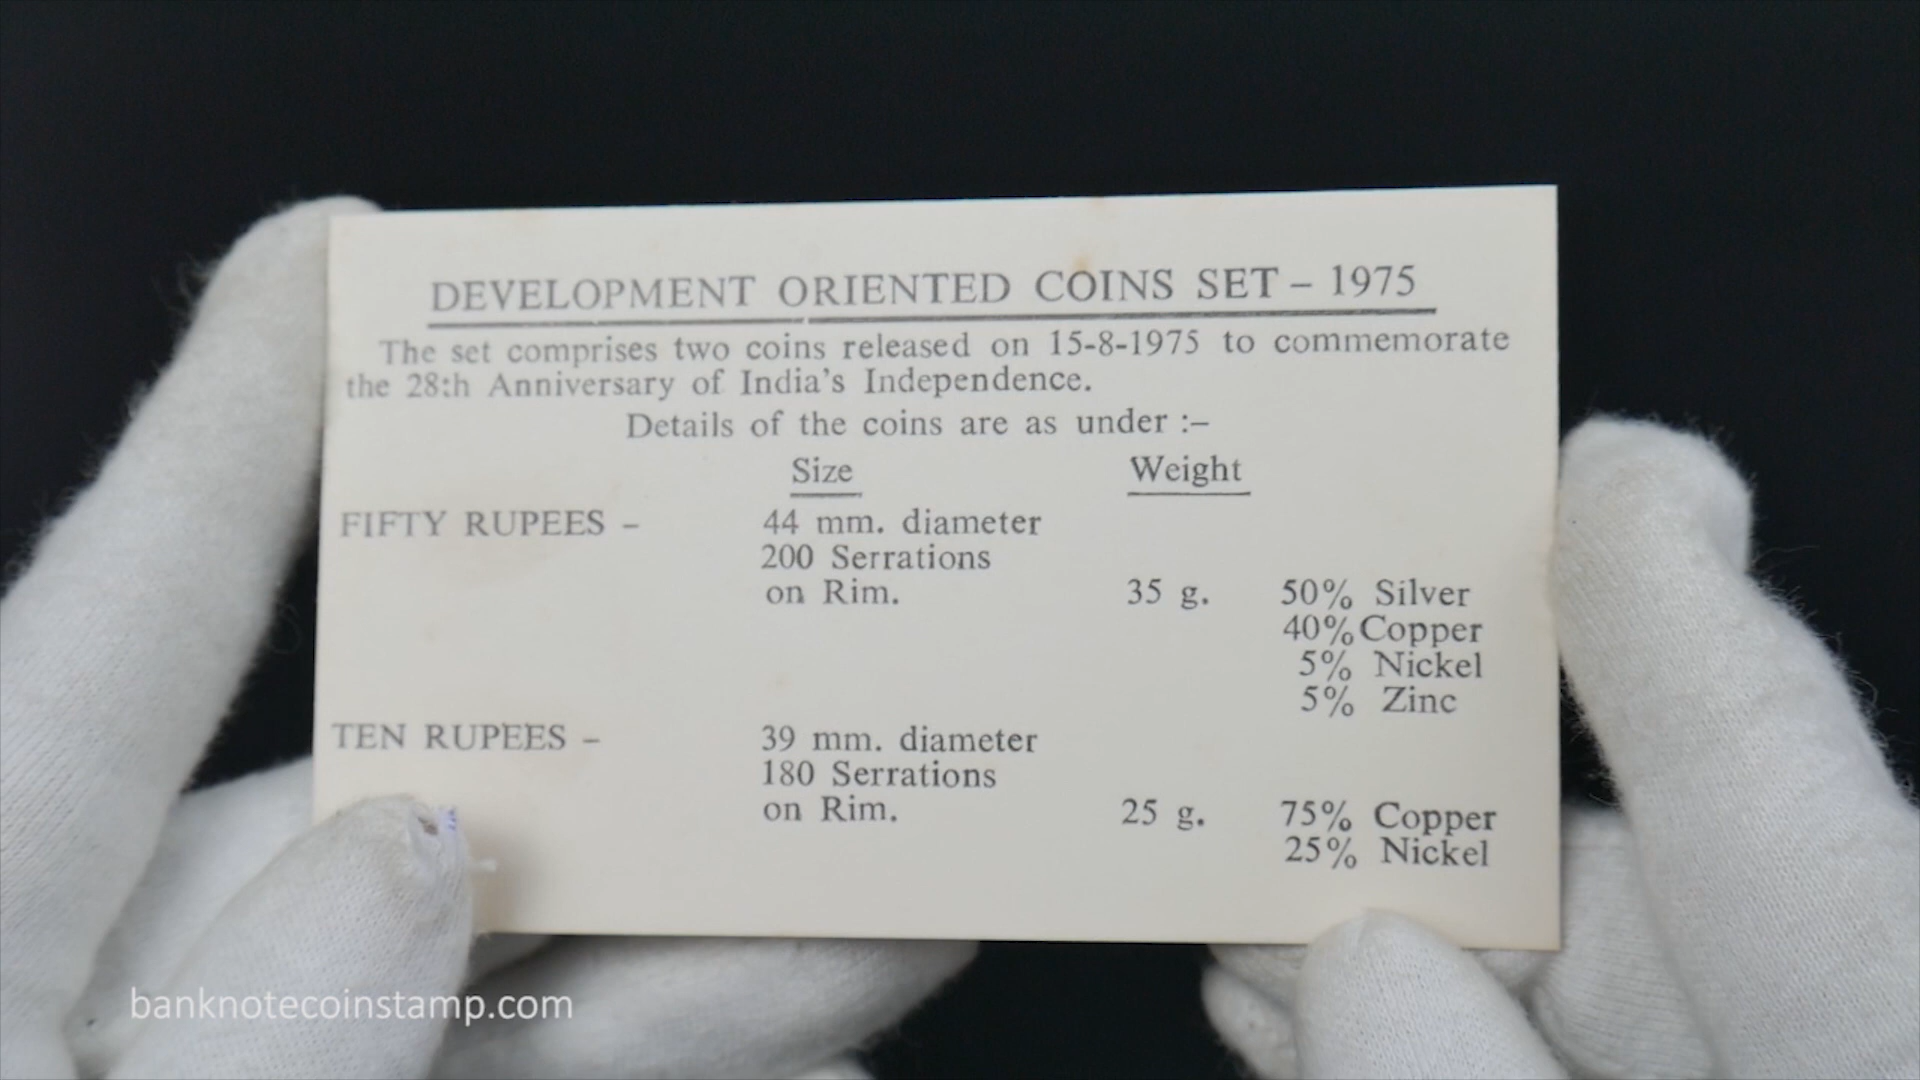 DEVELOPMENT ORIENTED COINS SET – 1975
The set comprises two coins released on 15-8-1975 to commemorate
the 28th Anniversary of India's Independence.
Details of the coins are as under :–
Size Weight
FIFTY RUPEES – 44 mm. diameter
200 Serrations
on Rim. 35 g. 50% Silver
40% Copper
5% Nickel
5% Zinc
TEN RUPEES – 39 mm. diameter
180 Serrations
on Rim. 25 g. 75% Copper
25% Nickel
banknotecoinstamp.com